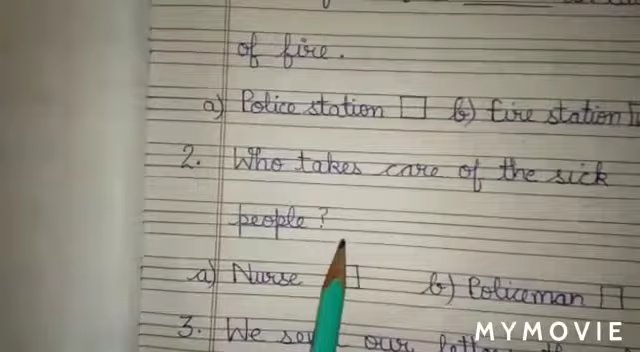 of fire.
a) Police station b) Fire station
2. Who takes care of the sick
people?
a) Nurse b) Policeman
3. We our
MYMOVIE